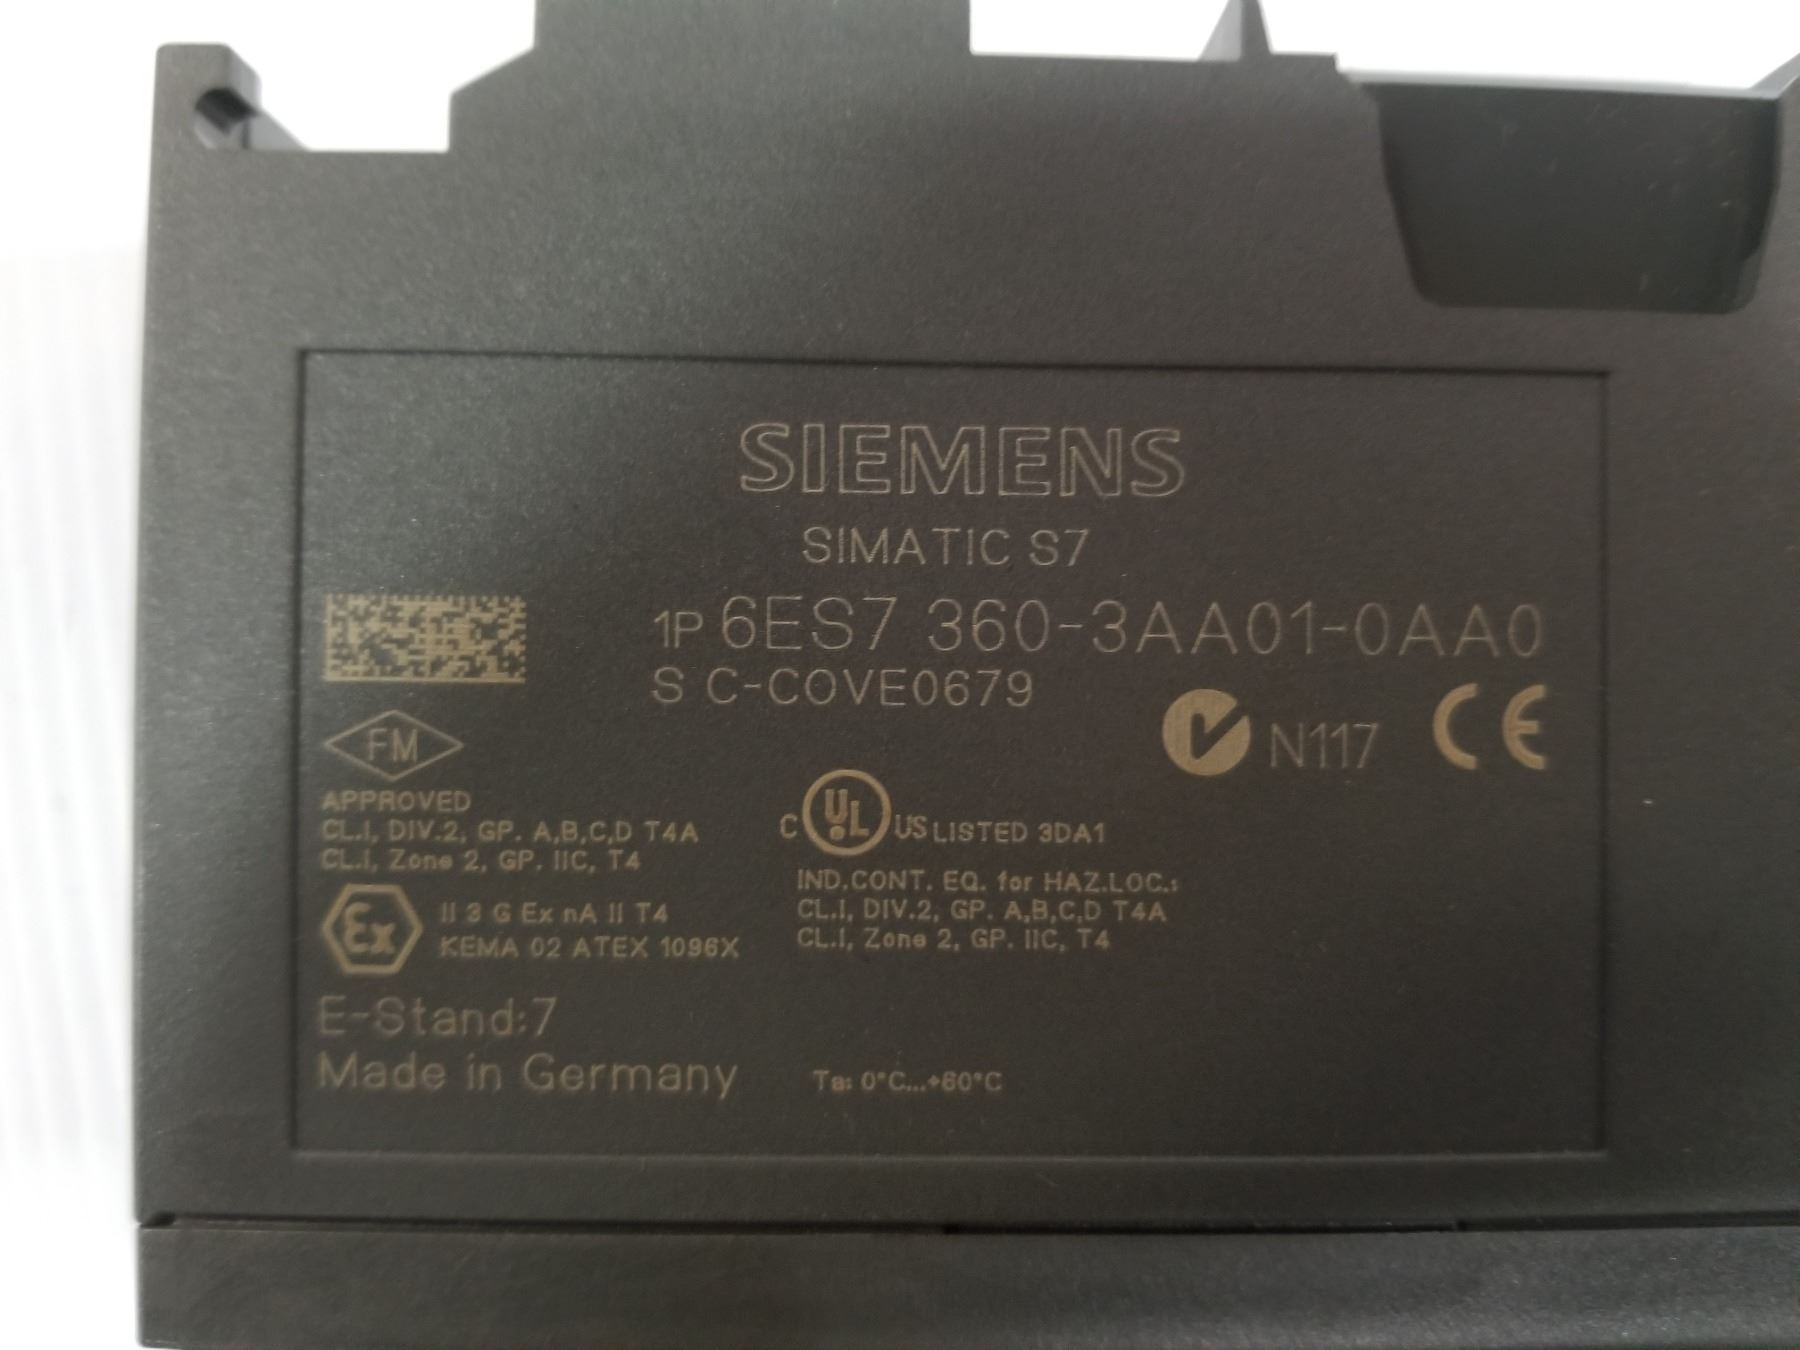 SIEMENS
SIMATIC S7
1P 6ES7 360-3AA01-0AA0
S C-COVE0679
N117 CE
FM
APPROVED
CL.I, DIV.2, GP. A,B,C,D T4A
CL.I, Zone 2, GP. IIC, T4
C UL US LISTED 3DA1
IND.CONT. EQ. for HAZ.LOC.:
CL.I, DIV.2, GP. A,B,C,D T4A
CL.I, Zone 2, GP. IIC, T4
Ex II 3 G Ex nA II T4
KEMA 02 ATEX 1096X
E-Stand:7
Made in Germany
Ta: 0°C...+60°C